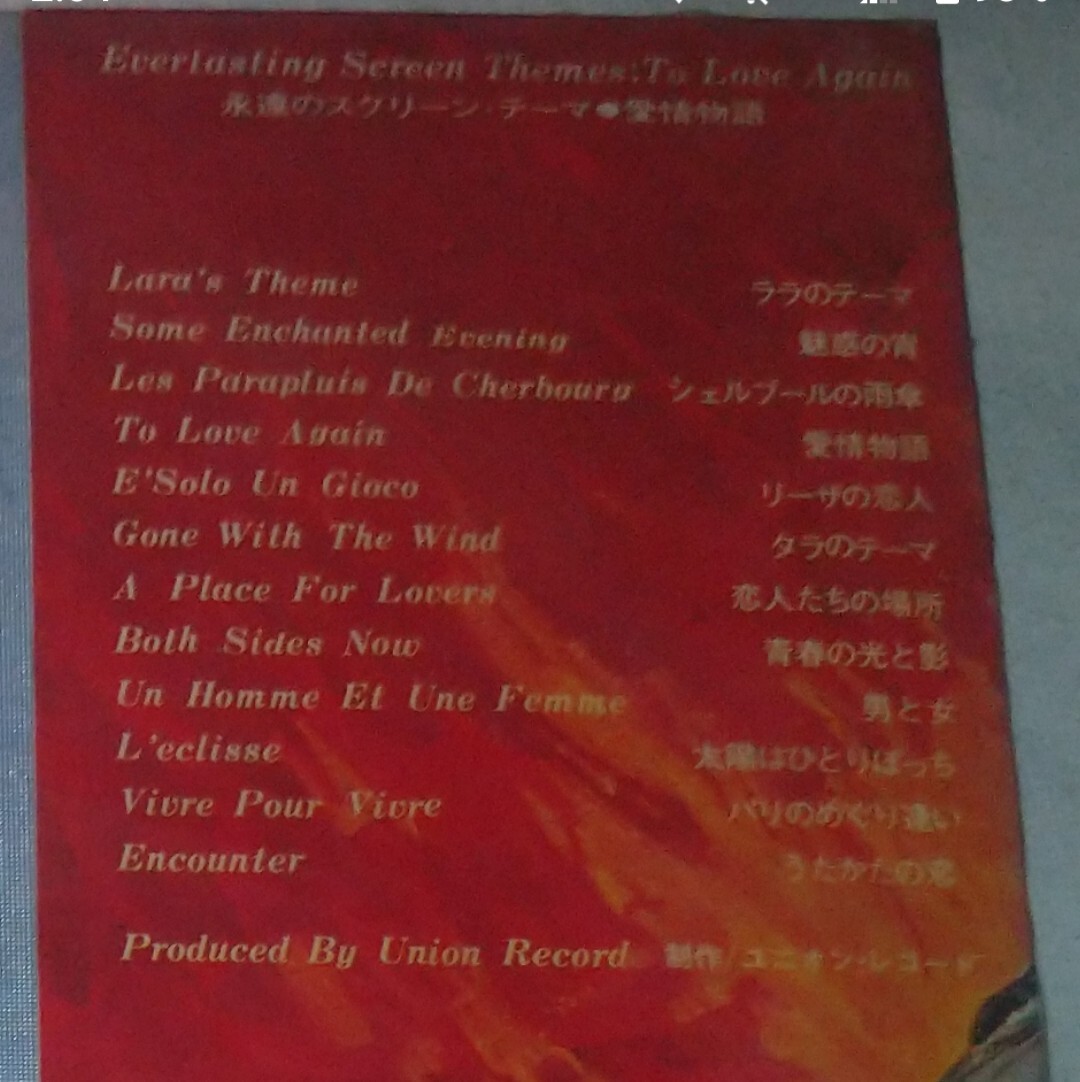 Everlasting Screen Themes:To Love Again
永遠のスクリーン・テーマ●愛情物語
Lara's Theme ララのテーマ
Some Enchanted Evening 魅惑の宵
Les Parapluis De Cherbourg シェルブールの雨傘
To Love Again 愛情物語
E'Solo Un Gioco リーザの恋人
Gone With The Wind タラのテーマ
A Place For Lovers 恋人たちの場所
Both Sides Now 青春の光と影
Un Homme Et Une Femme 男と女
L'eclisse 太陽はひとりぼっち
Vivre Pour Vivre パリのめぐり逢い
Encounter うたかたの恋
Produced By Union Record 制作/ユニオン・レコード